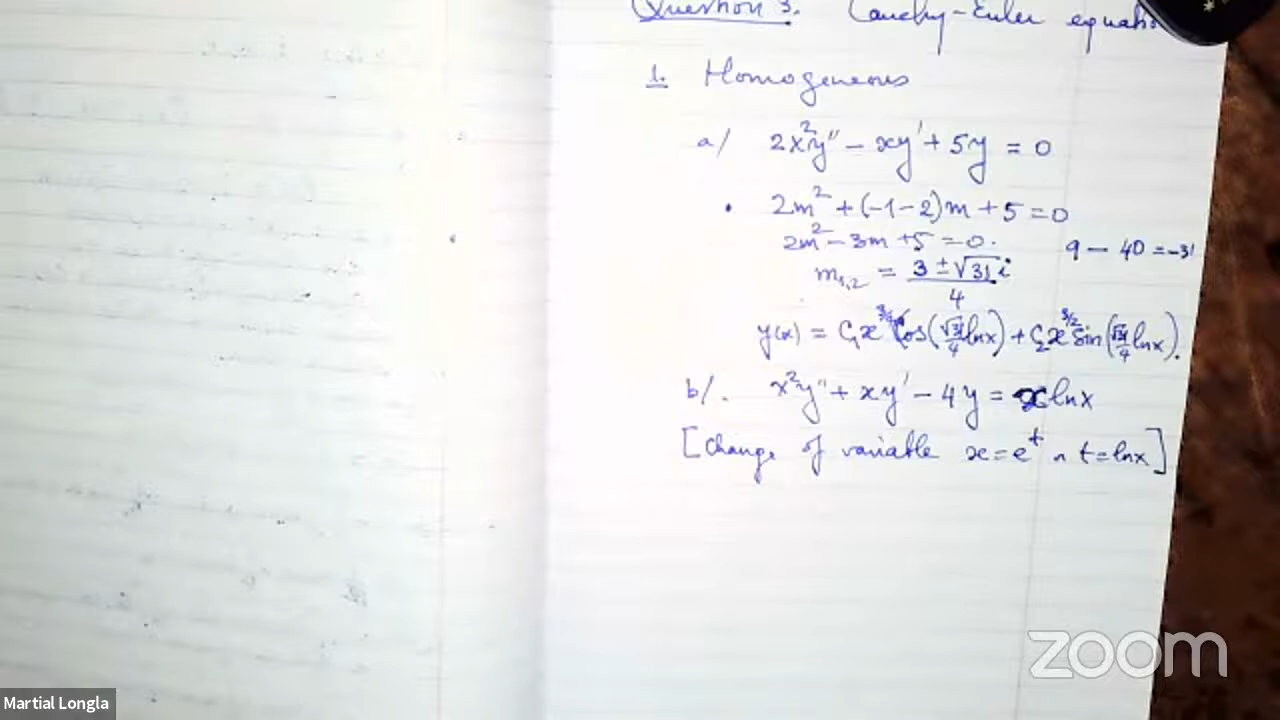 Question 3. Cauchy-Euler equatio
1. Homogeneous
a/ 2x²y'' - xy' + 5y = 0
• 2m² + (-1-2)m + 5 = 0
2m² - 3m + 5 = 0. 9 - 40 = -31
m₁,₂ = (3 ± √31 i)/4
y(x) = C₁x^(3/4) cos(√31/4 lnx) + C₂x^(3/2) sin(√31/4 lnx).
b/. x²y'' + xy' - 4y = x lnx
[Change of variable x = e^t n t = lnx]
zoom
Martial Longla